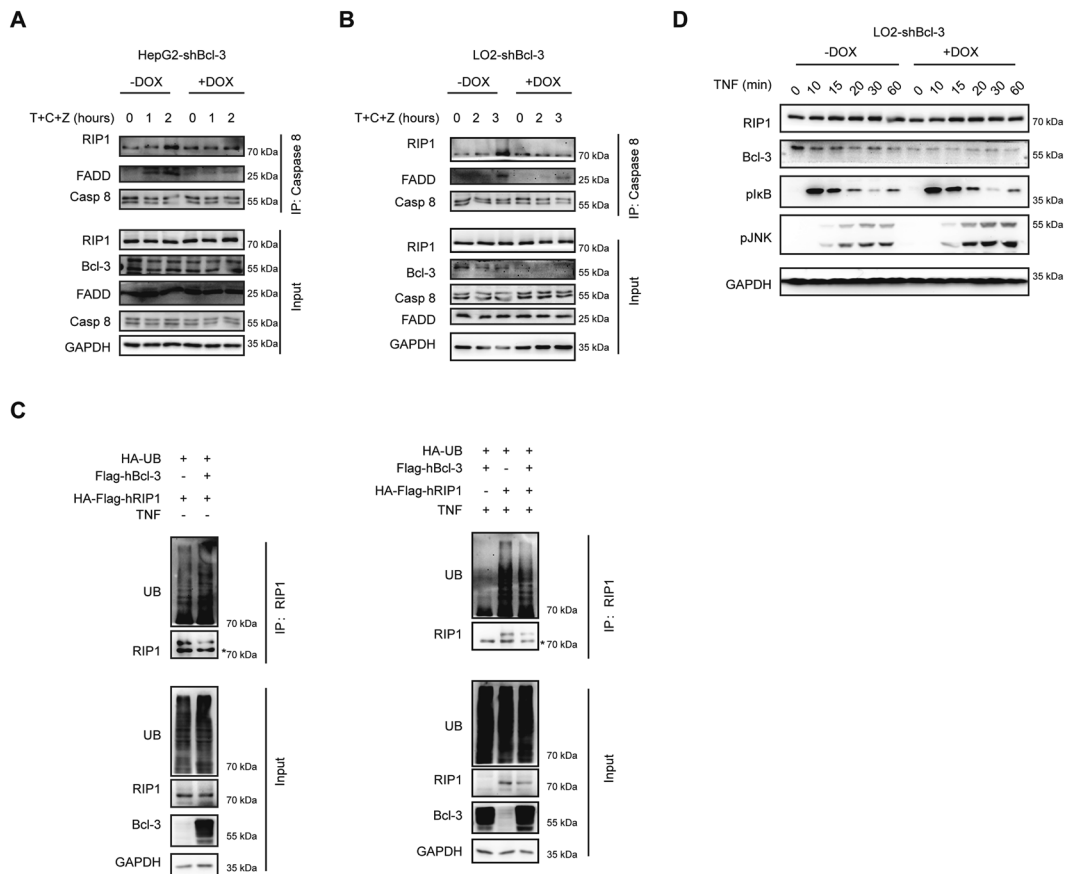 A
HepG2-shBcl-3
-DOX +DOX
T+C+Z (hours) 0 1 2 0 1 2
RIP1 70 kDa
FADD 25 kDa
Casp 8 55 kDa
IP: Caspase 8
RIP1 70 kDa
Bcl-3 55 kDa
FADD 25 kDa
Casp 8 55 kDa
GAPDH 35 kDa
Input
B
LO2-shBcl-3
-DOX +DOX
T+C+Z (hours) 0 2 3 0 2 3
RIP1 70 kDa
FADD 25 kDa
Casp 8 55 kDa
IP: Caspase 8
RIP1 70 kDa
Bcl-3 55 kDa
Casp 8 55 kDa
FADD 25 kDa
GAPDH 35 kDa
Input
D
LO2-shBcl-3
-DOX +DOX
TNF (min) 0 10 15 20 30 60 0 10 15 20 30 60
RIP1 70 kDa
Bcl-3 55 kDa
pIκB 35 kDa
pJNK 55 kDa
GAPDH 35 kDa
C
HA-UB + +
Flag-hBcl-3 - +
HA-Flag-hRIP1 + +
TNF - -
UB 70 kDa
RIP1 *70 kDa
IP: RIP1
UB 70 kDa
RIP1 70 kDa
Bcl-3 55 kDa
GAPDH 35 kDa
Input
HA-UB + + +
Flag-hBcl-3 + - +
HA-Flag-hRIP1 - + +
TNF + + +
UB 70 kDa
RIP1 *70 kDa
IP: RIP1
UB 70 kDa
RIP1 70 kDa
Bcl-3 55 kDa
GAPDH 35 kDa
Input